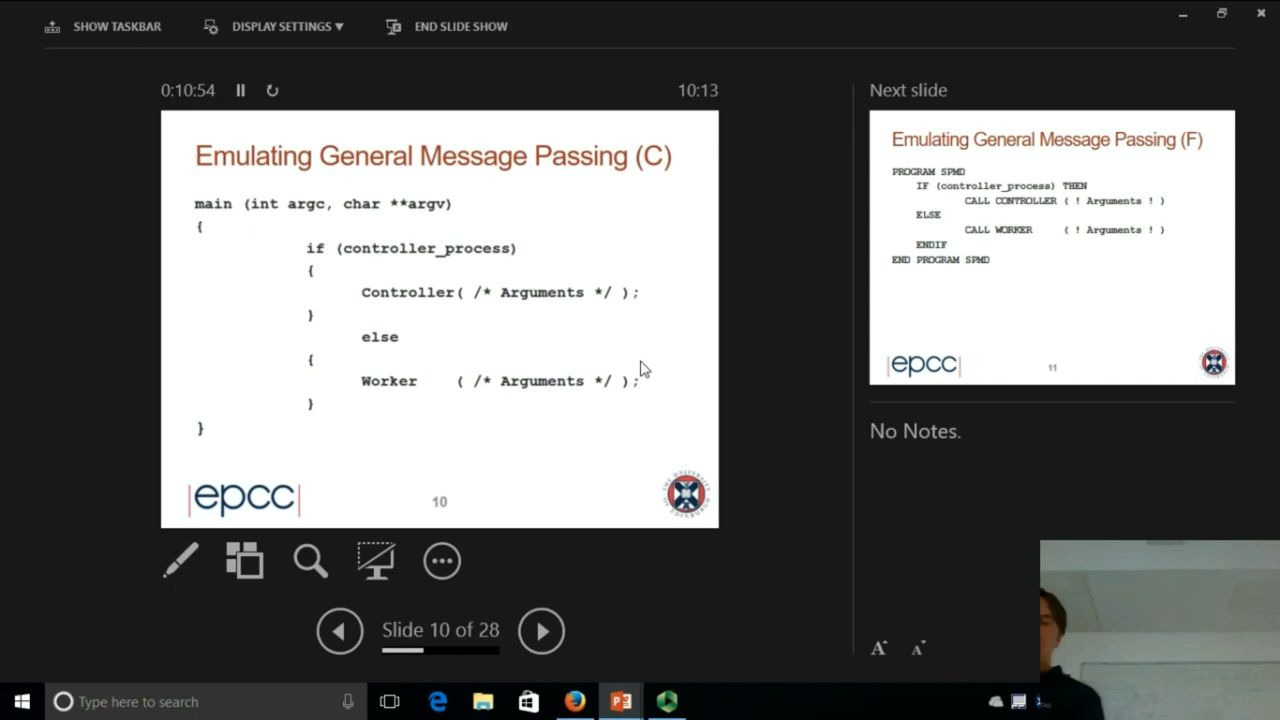 SHOW TASKBAR DISPLAY SETTINGS ▼ END SLIDE SHOW
0:10:54 10:13
Emulating General Message Passing (C)
main (int argc, char **argv)
{
if (controller_process)
{
Controller( /* Arguments */ );
}
else
{
Worker ( /* Arguments */ );
}
}
epcc
10
Slide 10 of 28
Next slide
Emulating General Message Passing (F)
PROGRAM SPMD
IF (controller_process) THEN
CALL CONTROLLER ( ! Arguments ! )
ELSE
CALL WORKER ( ! Arguments ! )
ENDIF
END PROGRAM SPMD
epcc
11
No Notes.
A A
Type here to search